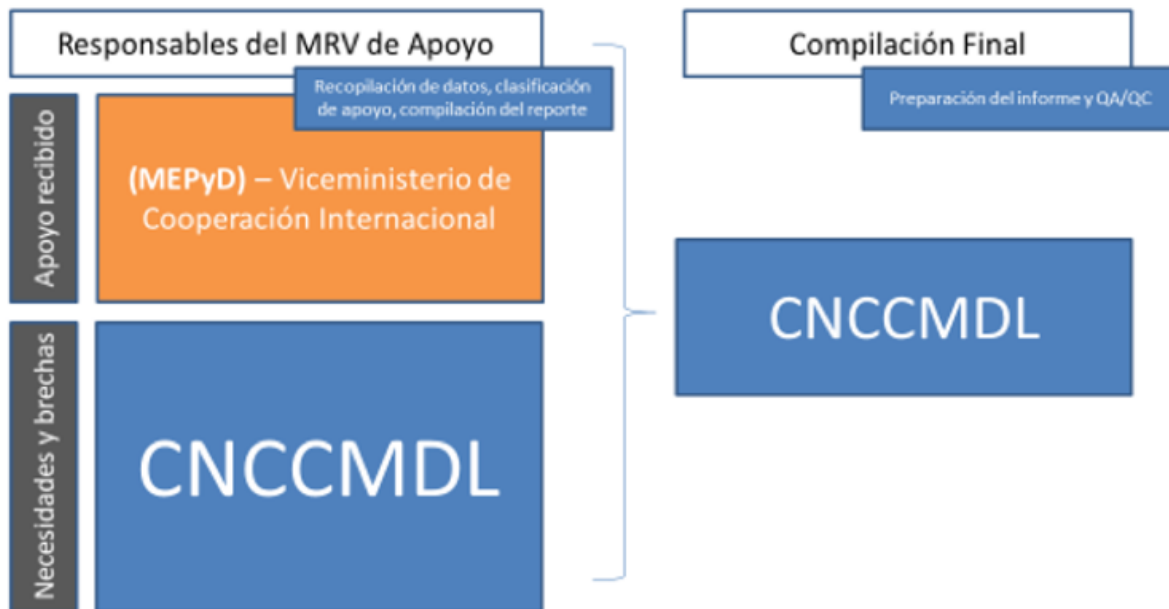 Responsables del MRV de Apoyo
Recopilación de datos, clasificación
de apoyo, compilación del reporte
Apoyo recibido
(MEPyD) – Viceministerio de
Cooperación Internacional
Necesidades y brechas
CNCCMDL
Compilación Final
Preparación del informe y QA/QC
CNCCMDL